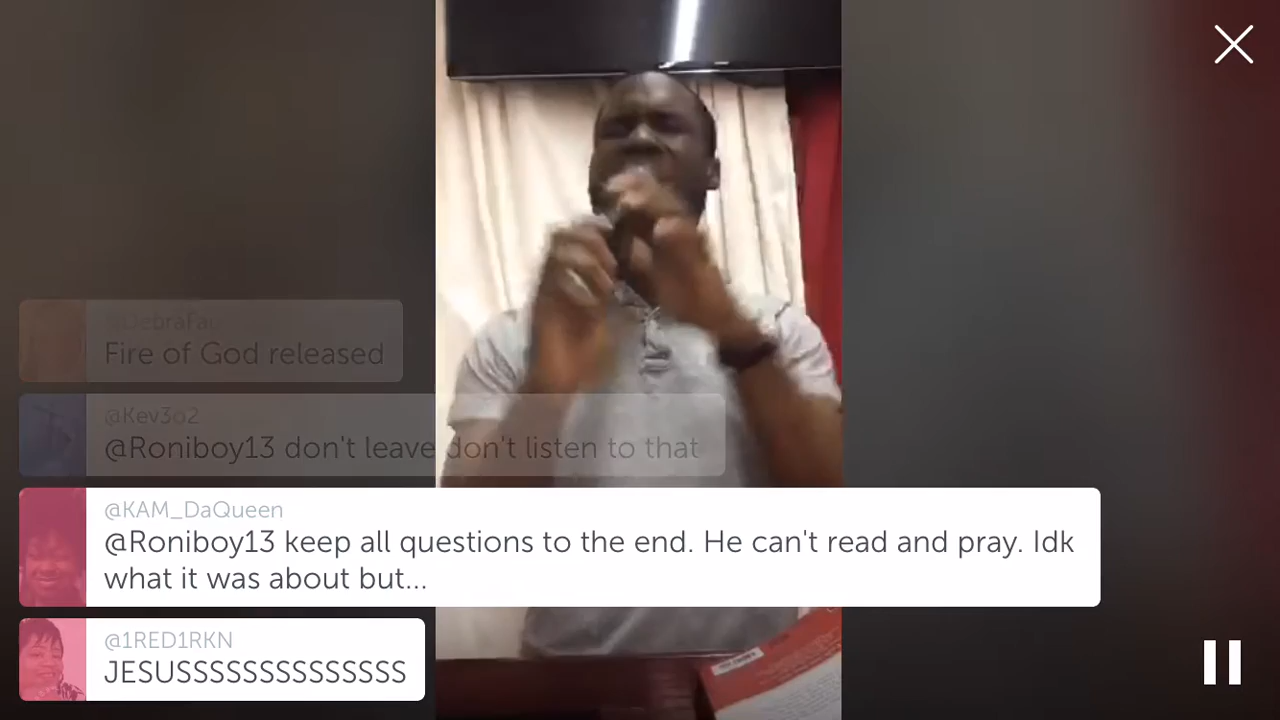 Fire of God released
@Kev3o2
@Roniboy13 don't leave don't listen to that
@KAM_DaQueen
@Roniboy13 keep all questions to the end. He can't read and pray. Idk
what it was about but...
@1RED1RKN
JESUSSSSSSSSSSSSSS